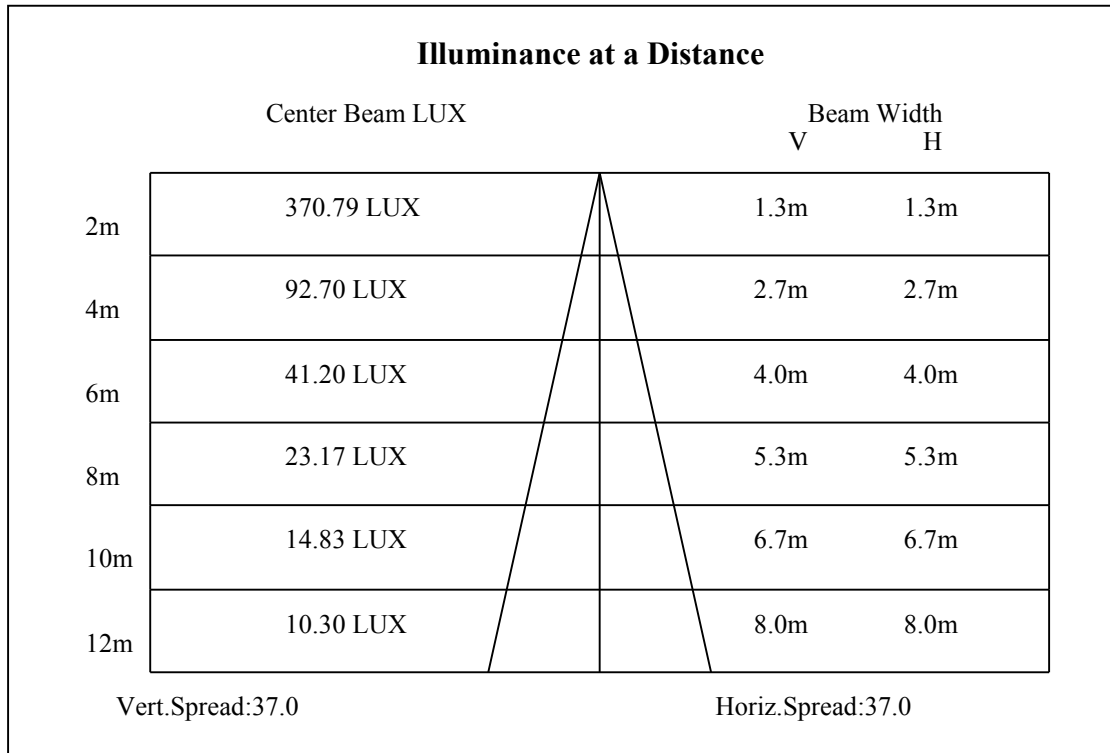 Illuminance at a Distance
Center Beam LUX Beam Width
V H
2m 370.79 LUX 1.3m 1.3m
4m 92.70 LUX 2.7m 2.7m
6m 41.20 LUX 4.0m 4.0m
8m 23.17 LUX 5.3m 5.3m
10m 14.83 LUX 6.7m 6.7m
12m 10.30 LUX 8.0m 8.0m
Vert.Spread:37.0 Horiz.Spread:37.0